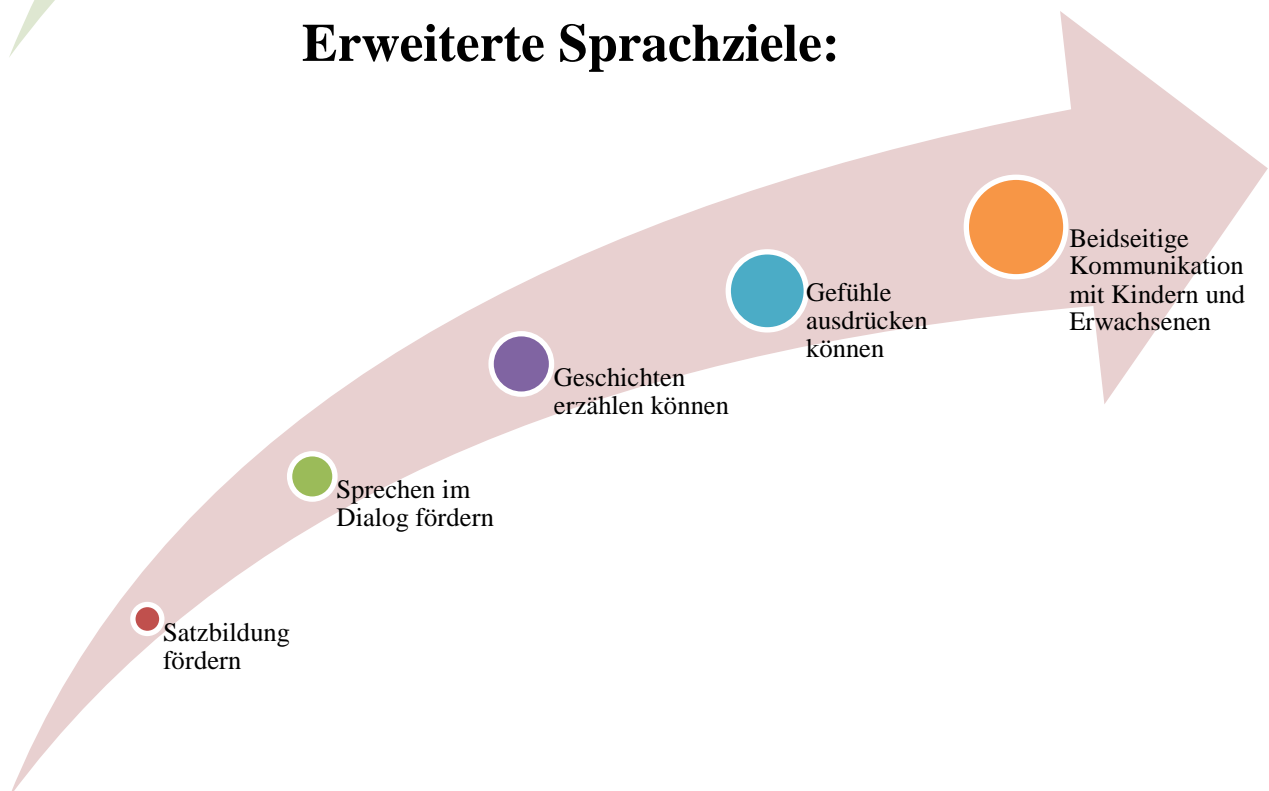 Erweiterte Sprachziele:
Beidseitige
Kommunikation
mit Kindern und
Erwachsenen
Gefühle
ausdrücken
können
Geschichten
erzählen können
Sprechen im
Dialog fördern
Satzbildung
fördern